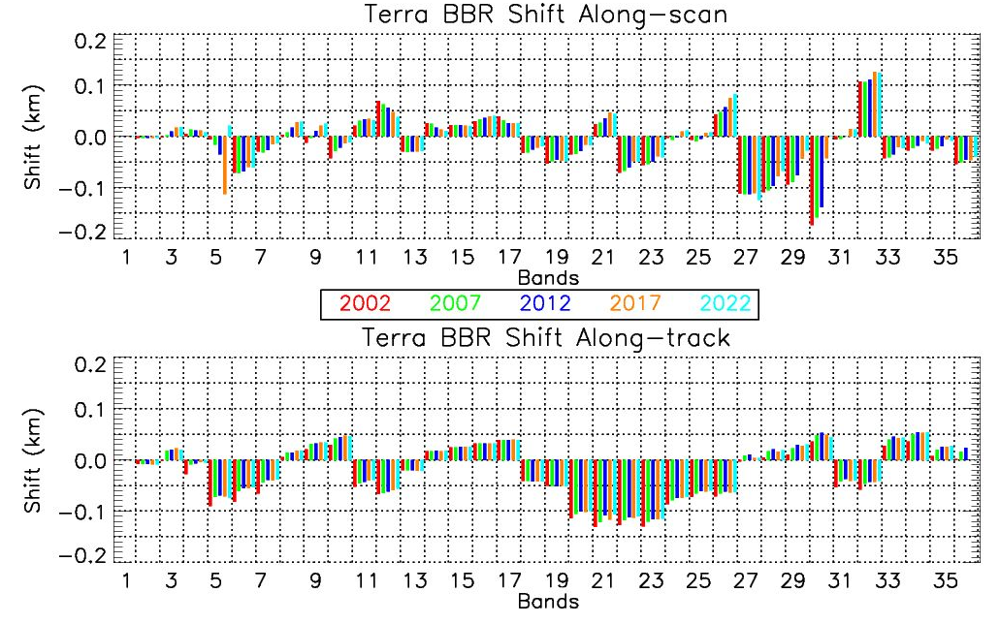 Terra BBR Shift Along-scan
0.2
0.1
0.0
-0.1
-0.2
Shift (km)
1 3 5 7 9 11 13 15 17 19 21 23 25 27 29 31 33 35
Bands
2002 2007 2012 2017 2022
Terra BBR Shift Along-track
0.2
0.1
0.0
-0.1
-0.2
Shift (km)
1 3 5 7 9 11 13 15 17 19 21 23 25 27 29 31 33 35
Bands